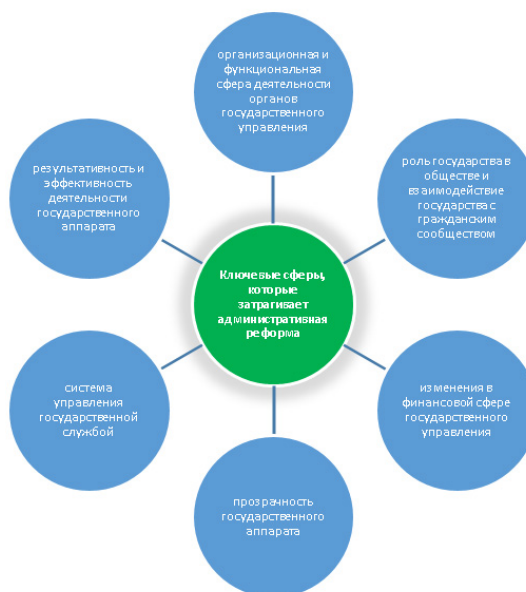 организационная и
функциональная
сфера деятельности
органов
государственного
управления
результативность и
эффективность
деятельности
государственного
аппарата
роль государства в
обществе и
взаимодействие
государства с
гражданским
сообществом
Ключевые сферы,
которые
затрагивает
административная
реформа
система
управления
государственной
службой
изменения в
финансовой сфере
государственного
управления
прозрачность
государственного
аппарата